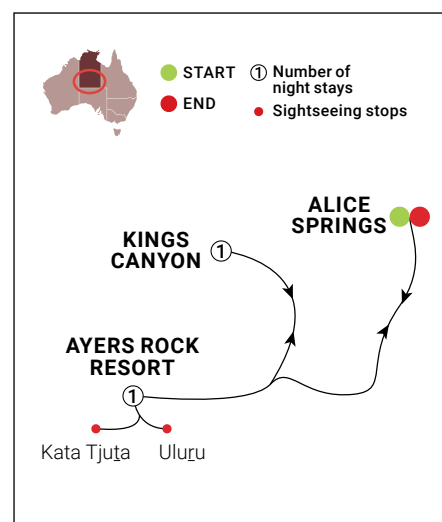 START
END
① Number of
night stays
Sightseeing stops
ALICE
SPRINGS
KINGS
CANYON
1
AYERS ROCK
RESORT
1
Kata Tjuṯa
Uluṟu